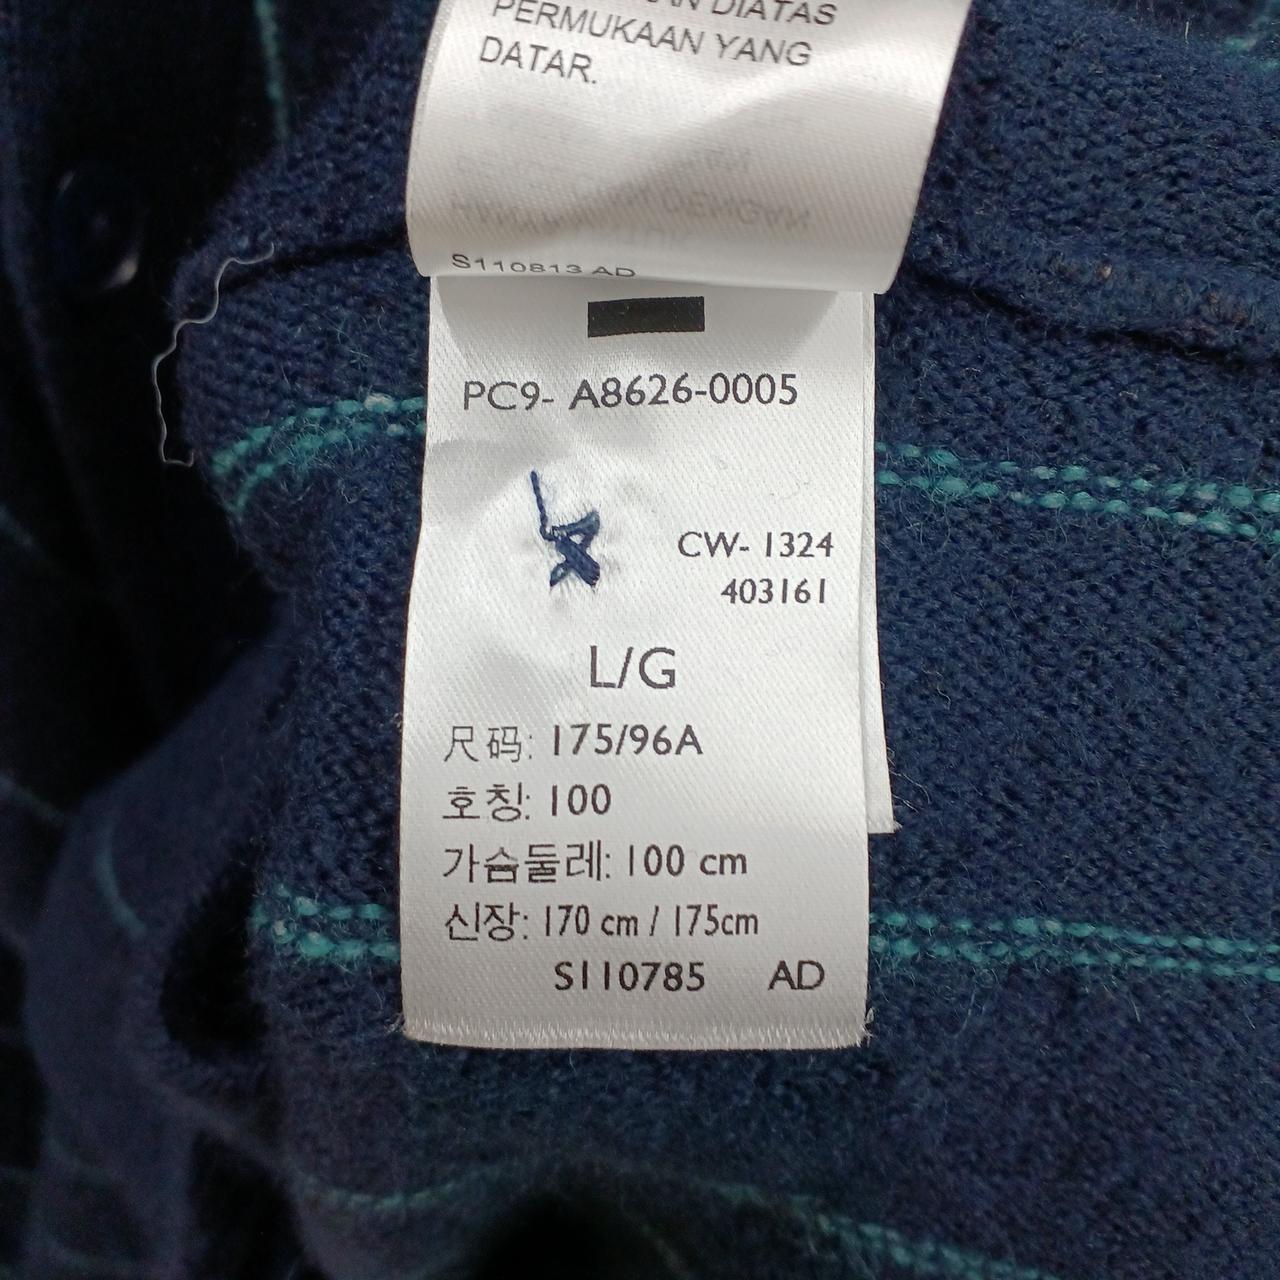 DIATAS
PERMUKAAN YANG
DATAR.
S110813 AD
PC9- A8626-0005
CW- 1324
403161
L/G
尺码: 175/96A
호칭: 100
가슴둘레: 100 cm
신장: 170 cm / 175cm
S110785 AD